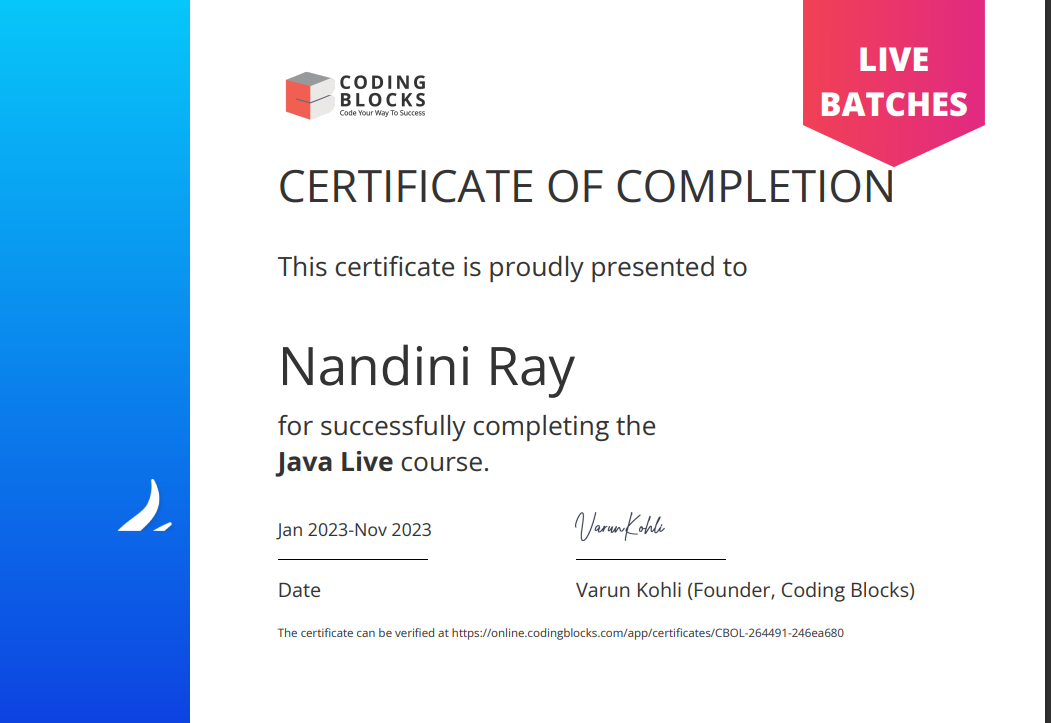 CODING
BLOCKS
Code Your Way To Success
LIVE
BATCHES
CERTIFICATE OF COMPLETION
This certificate is proudly presented to
Nandini Ray
for successfully completing the
Java Live course.
Jan 2023-Nov 2023
VarunKohli
Date
Varun Kohli (Founder, Coding Blocks)
The certificate can be verified at https://online.codingblocks.com/app/certificates/CBOL-264491-246ea680